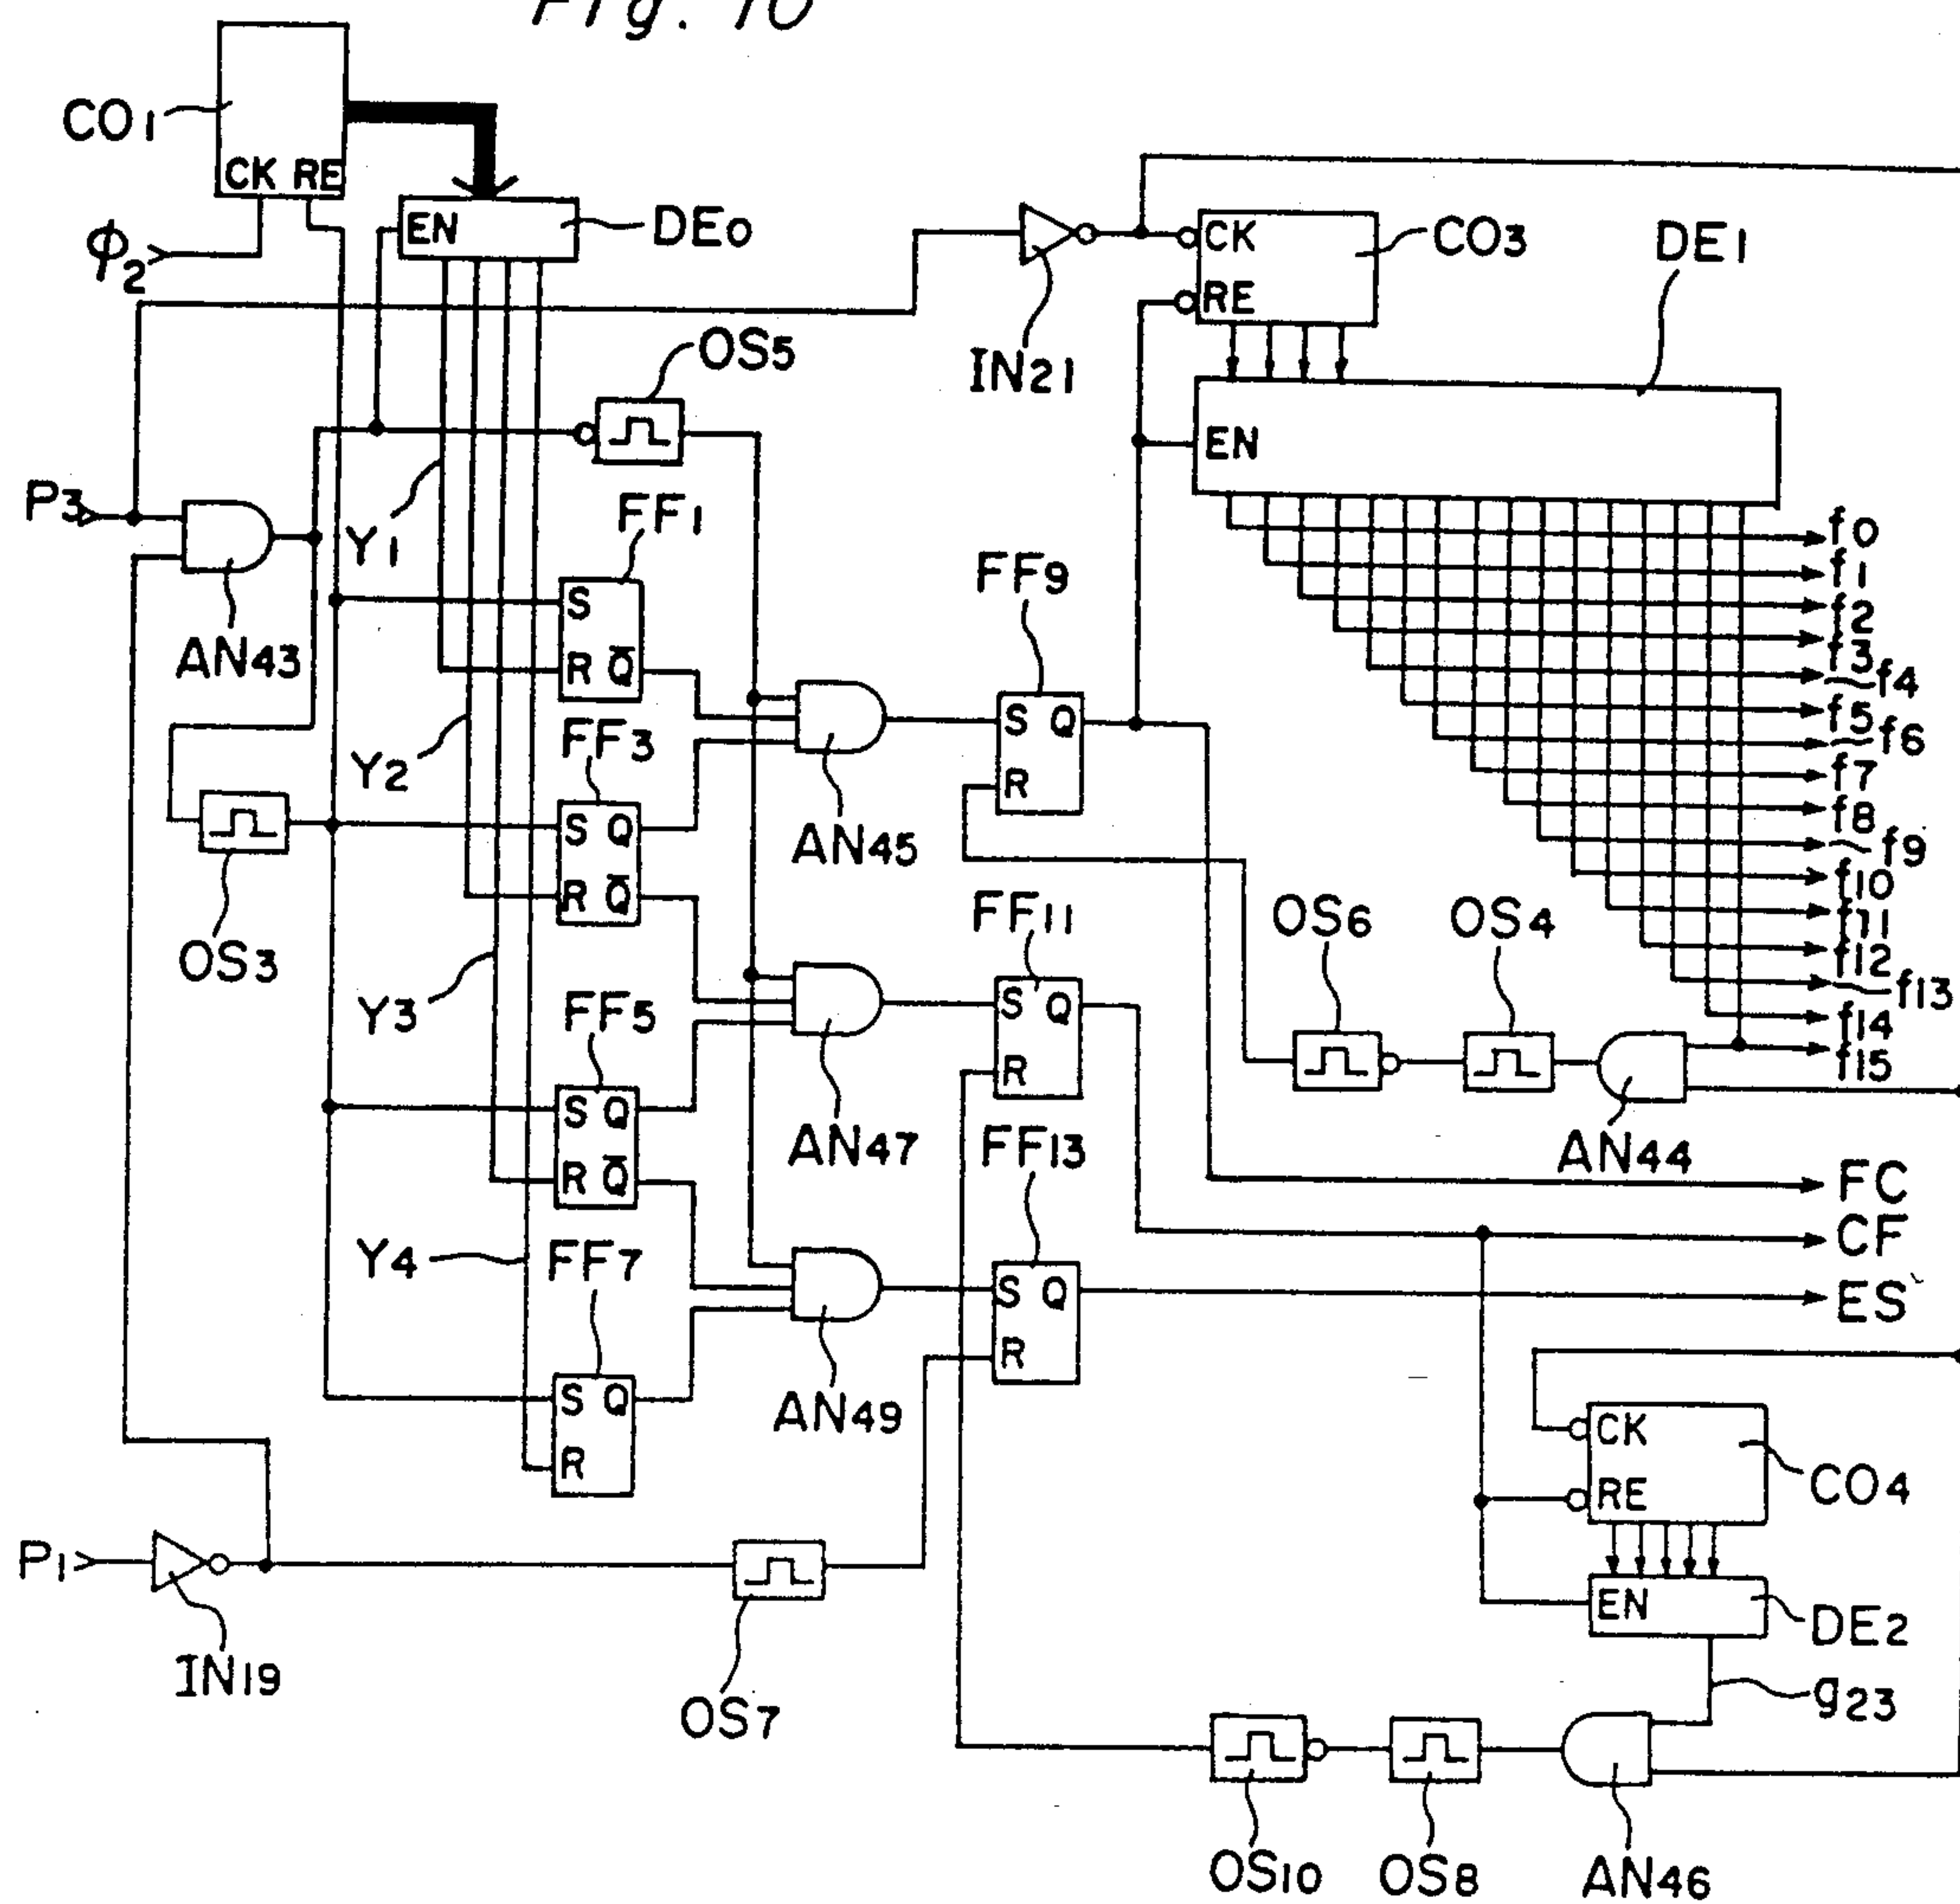 Fig. 10
CO1
CK RE
φ2
EN
DE0
CK
RE
CO3
DE1
IN21
OS5
EN
P3
Y1
FF1
AN43
S
R Q̅
FF9
f0
f1
f2
f3
f4
f5
f6
f7
f8
f9
f10
f11
f12
f13
f14
f15
Y2
FF3
S Q
R
AN45
S Q
R Q̅
OS3
FF11
OS6
OS4
Y3
FF5
S Q
R
AN47
S Q
R Q̅
FF13
AN44
FC
CF
ES
Y4
FF7
S Q
R
AN49
S Q
R
CK
RE
CO4
EN
DE2
g23
P1
IN19
OS7
OS10
OS8
AN46